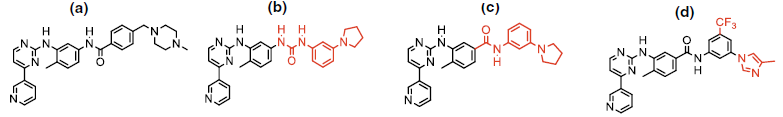 (a) (b) (c) (d)
CF₃
H H H H N O H O
N N N N N N N N N N N N N N N N N
N N N N O O N N N N N
H H
N N N N